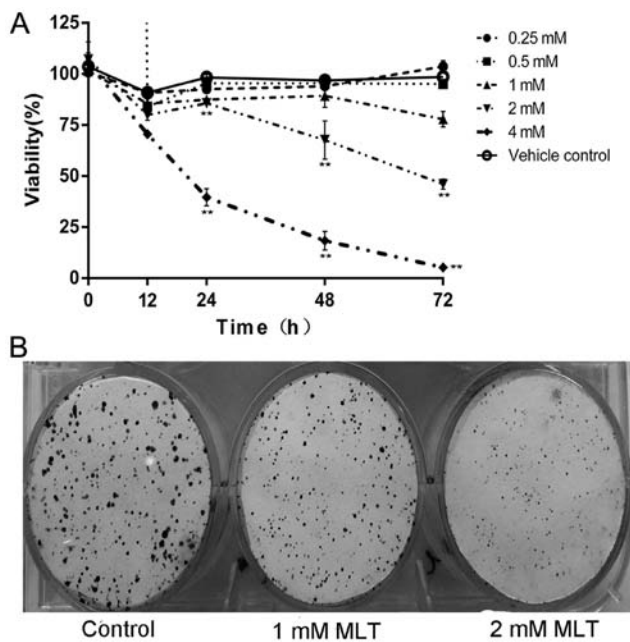 A
125
100
75
50
25
0
Viability(%)
0 12 24 48 72
Time (h)
**
**
**
**
**
**
0.25 mM
0.5 mM
1 mM
2 mM
4 mM
Vehicle control
B
Control 1 mM MLT 2 mM MLT